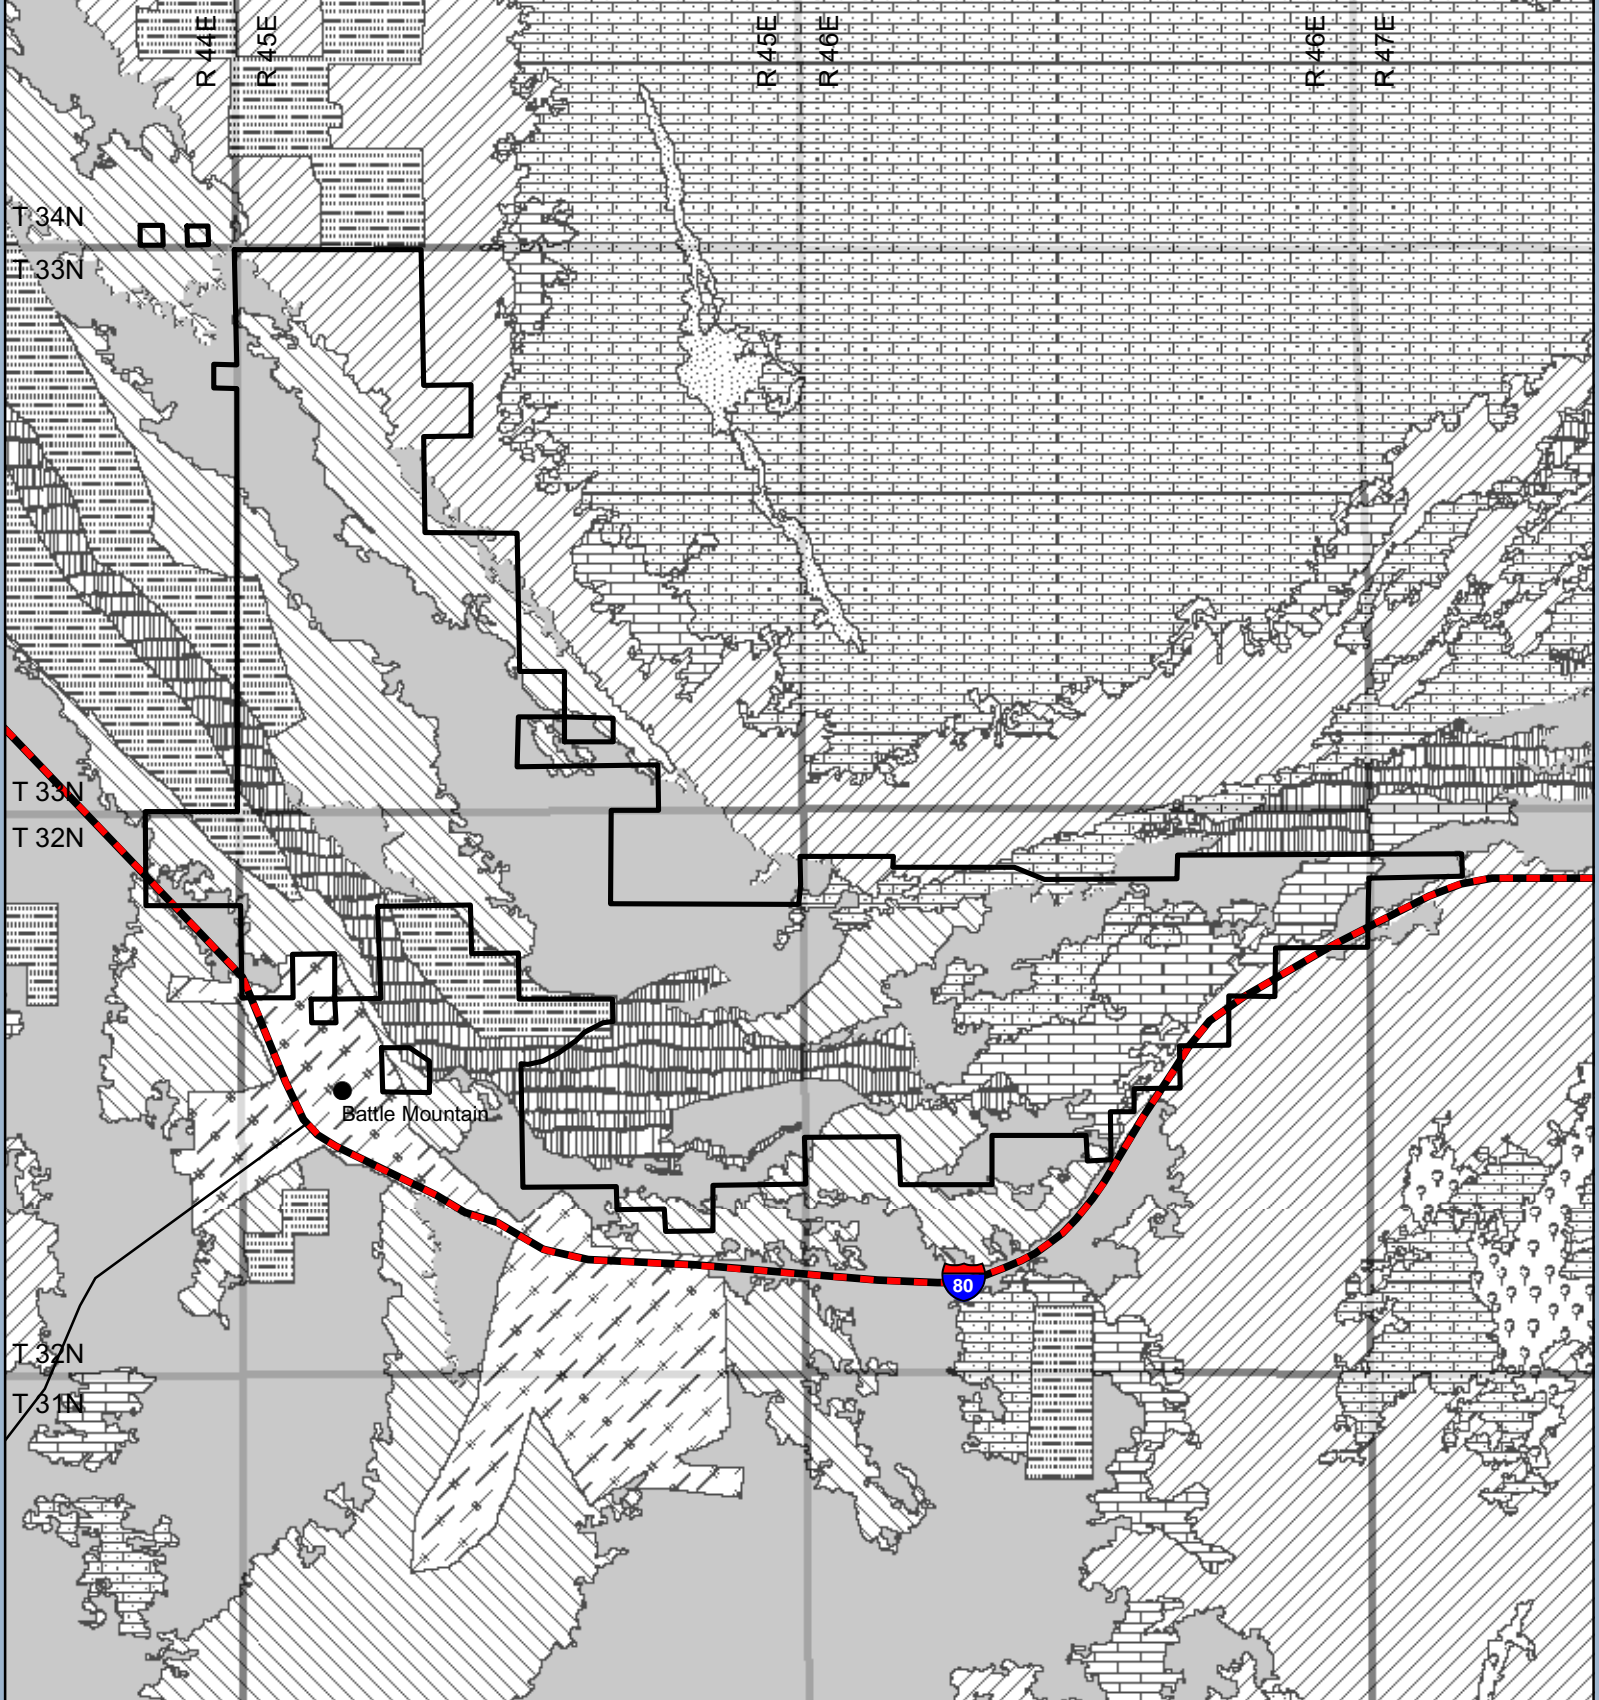 R 44E
R 45E
R 45E
R 46E
R 46E
R 47E
T 34N
T 33N
T 33N
T 32N
Battle Mountain
80
T 32N
T 31N